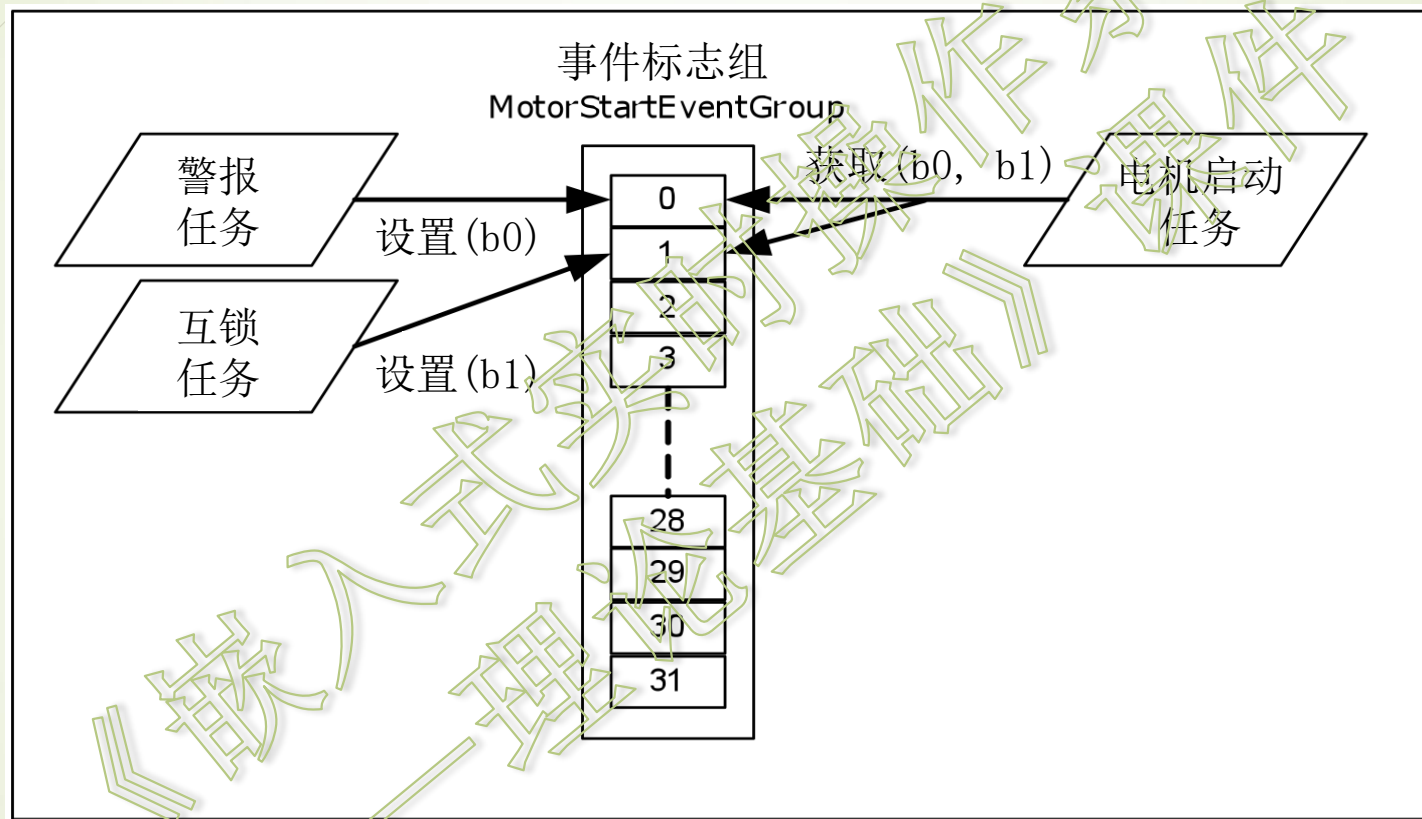 事件标志组
MotorStartEventGroup
警报
任务
设置(b0)
互锁
任务
设置(b1)
获取(b0, b1)
电机启动
任务
0
1
2
3
28
29
30
31
《嵌入式实时操作系
—理论基础》课件